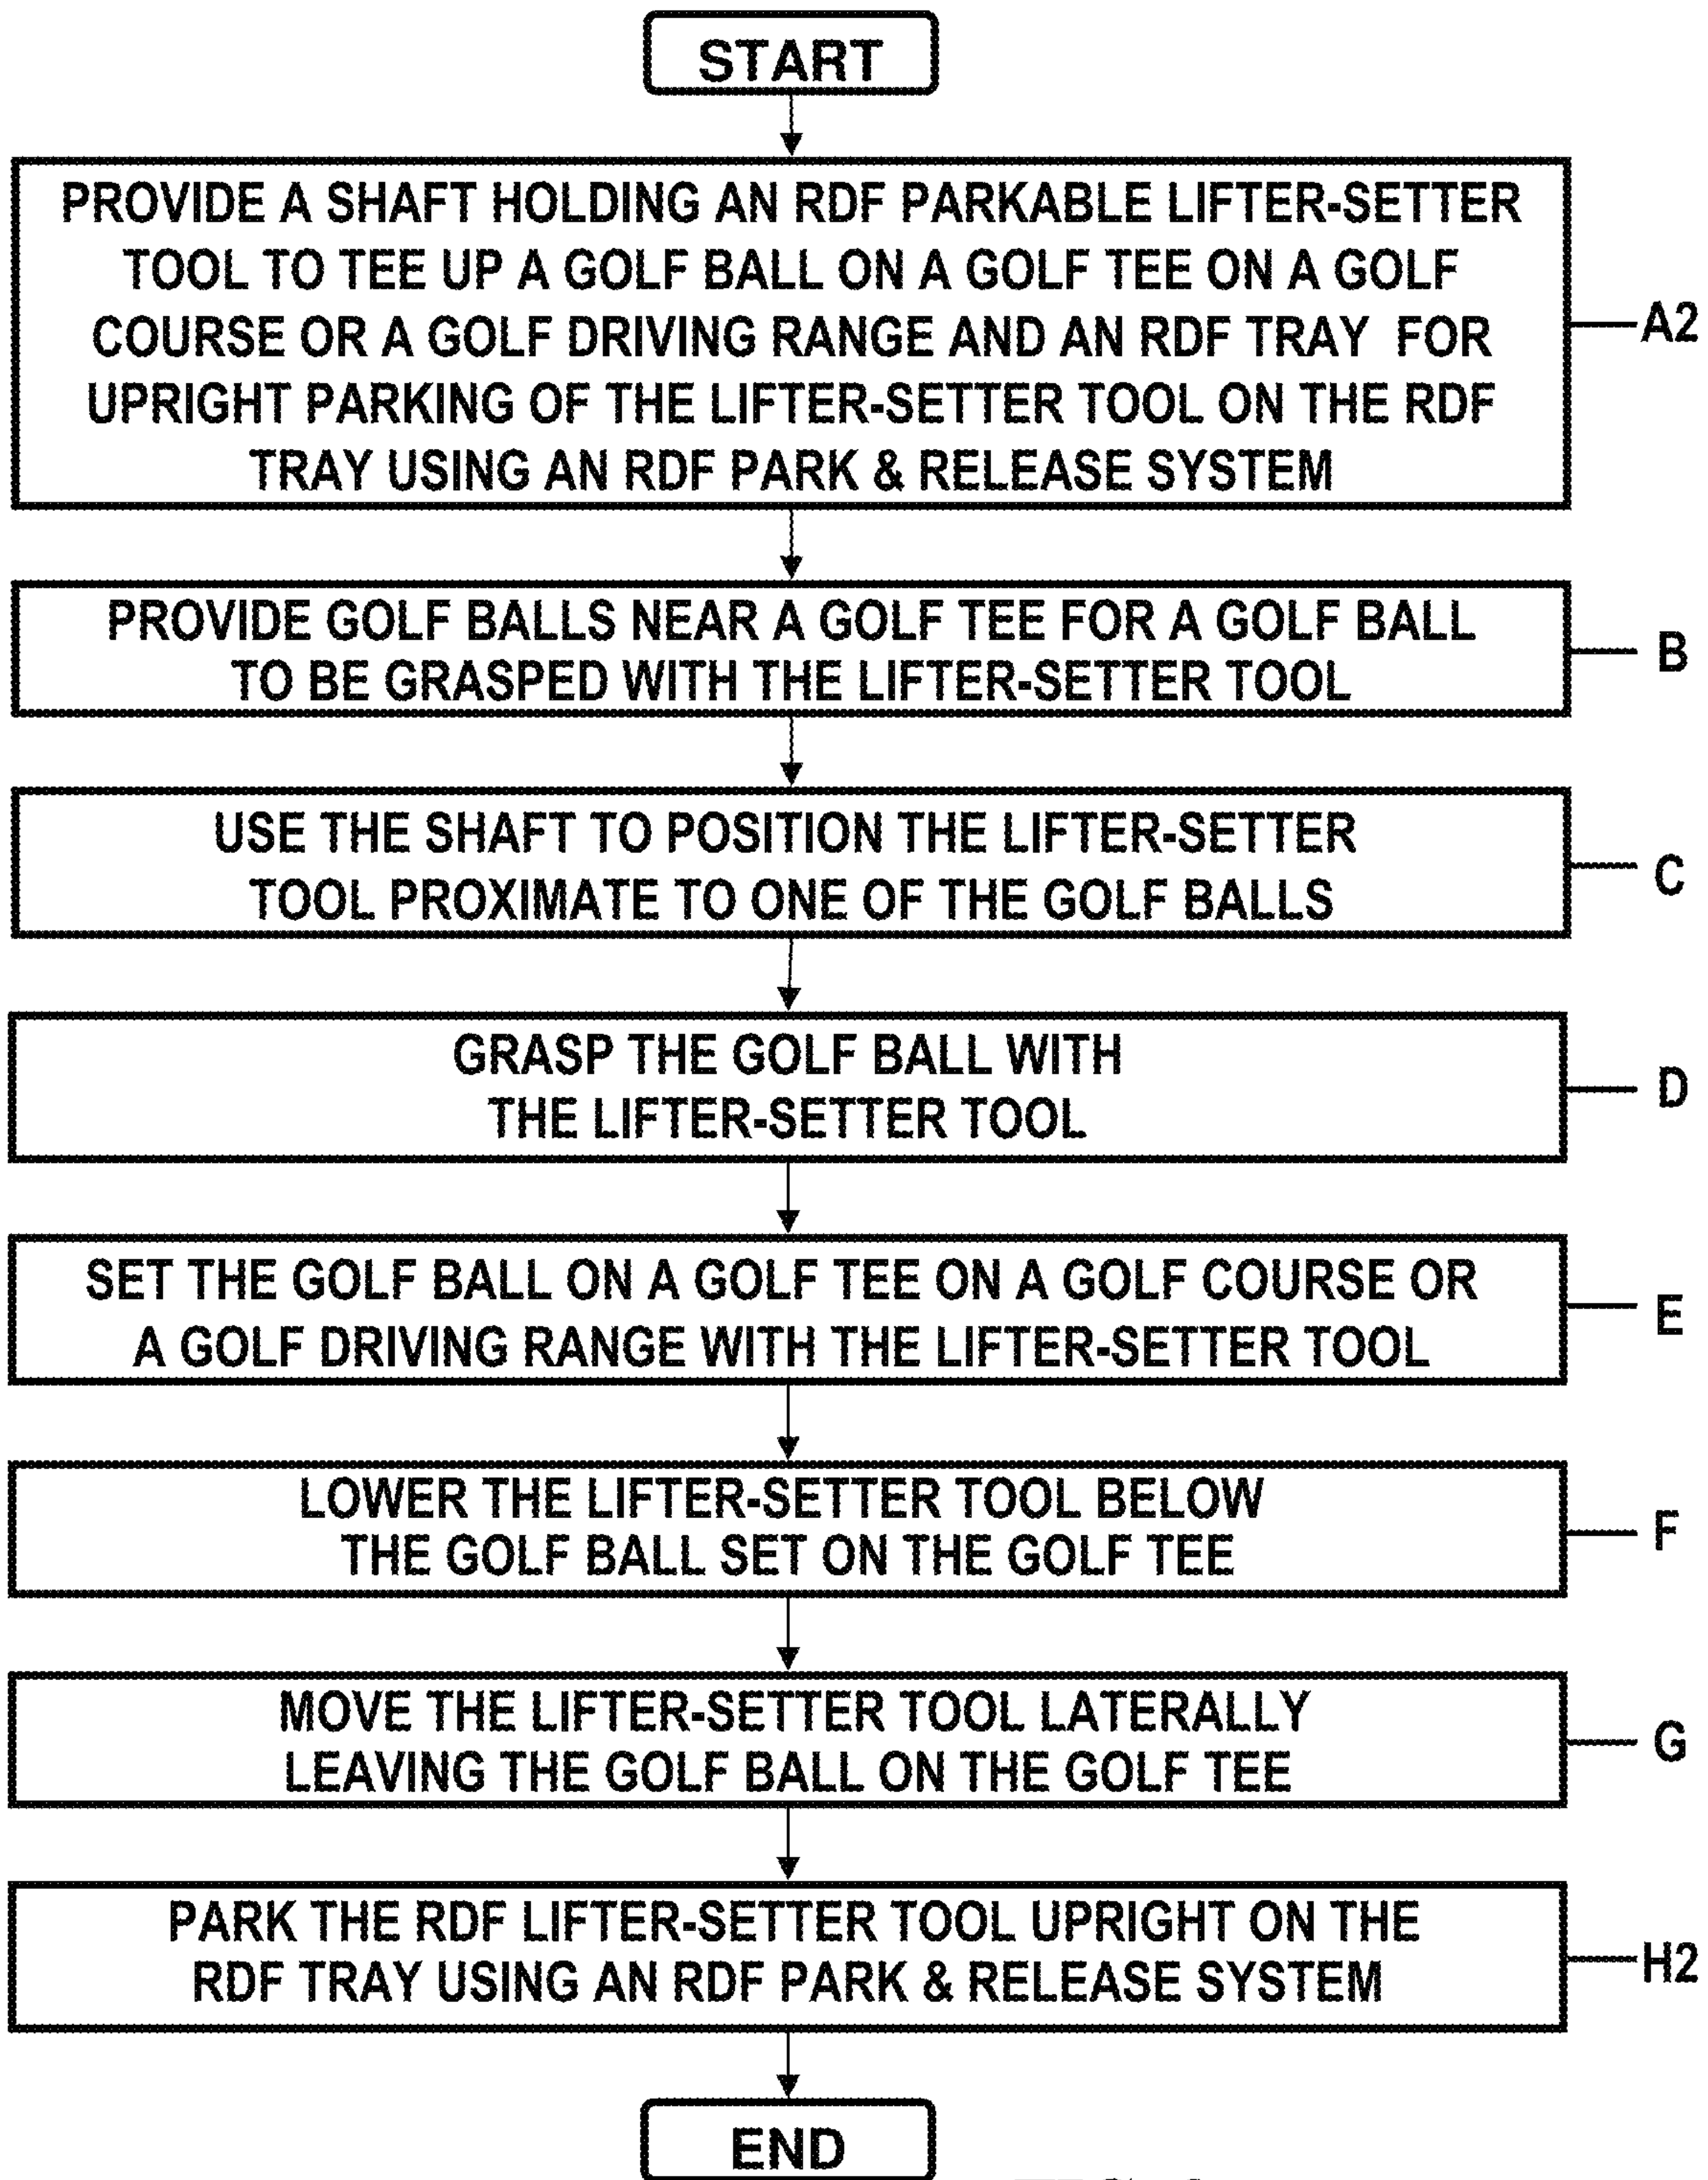 START
PROVIDE A SHAFT HOLDING AN RDF PARKABLE LIFTER-SETTER
TOOL TO TEE UP A GOLF BALL ON A GOLF TEE ON A GOLF
COURSE OR A GOLF DRIVING RANGE AND AN RDF TRAY FOR
UPRIGHT PARKING OF THE LIFTER-SETTER TOOL ON THE RDF
TRAY USING AN RDF PARK & RELEASE SYSTEM
A2
PROVIDE GOLF BALLS NEAR A GOLF TEE FOR A GOLF BALL
TO BE GRASPED WITH THE LIFTER-SETTER TOOL
B
USE THE SHAFT TO POSITION THE LIFTER-SETTER
TOOL PROXIMATE TO ONE OF THE GOLF BALLS
C
GRASP THE GOLF BALL WITH
THE LIFTER-SETTER TOOL
D
SET THE GOLF BALL ON A GOLF TEE ON A GOLF COURSE OR
A GOLF DRIVING RANGE WITH THE LIFTER-SETTER TOOL
E
LOWER THE LIFTER-SETTER TOOL BELOW
THE GOLF BALL SET ON THE GOLF TEE
F
MOVE THE LIFTER-SETTER TOOL LATERALLY
LEAVING THE GOLF BALL ON THE GOLF TEE
G
PARK THE RDF LIFTER-SETTER TOOL UPRIGHT ON THE
RDF TRAY USING AN RDF PARK & RELEASE SYSTEM
H2
END